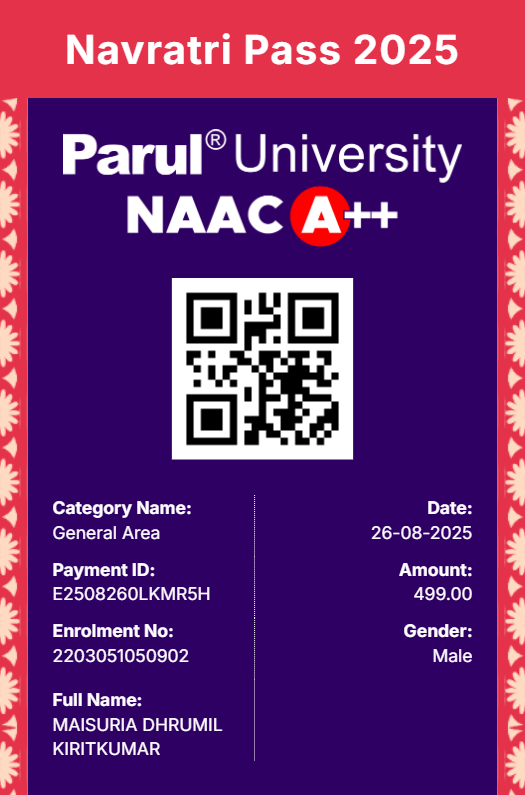 Navratri Pass 2025
Parul® University
NAAC A++
Category Name:
General Area
Date:
26-08-2025
Payment ID:
E2508260LKMR5H
Amount:
499.00
Enrolment No:
2203051050902
Gender:
Male
Full Name:
MAISURIA DHRUMIL
KIRITKUMAR